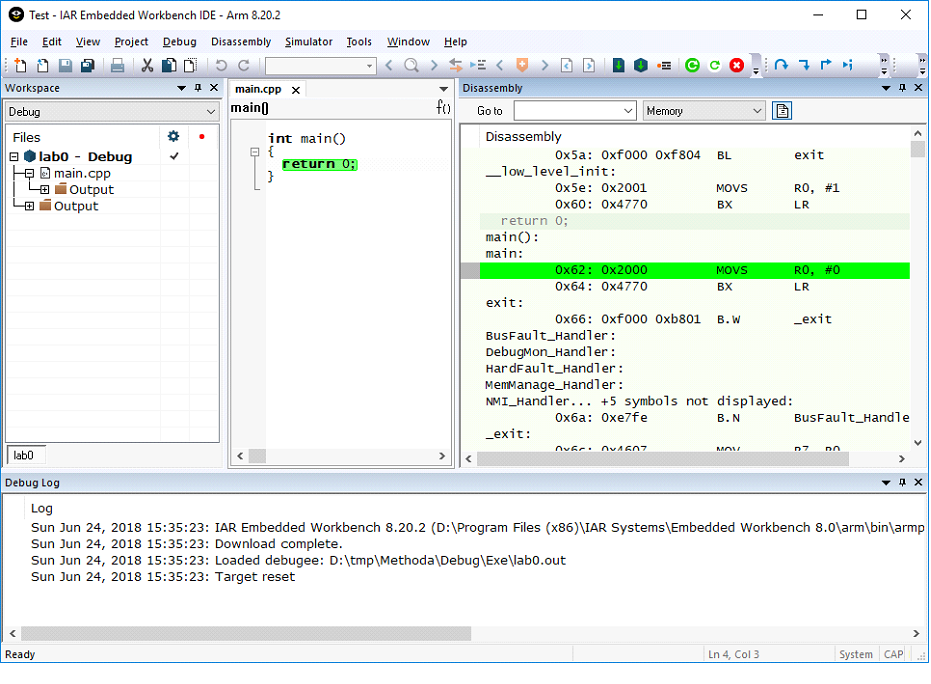 Test - IAR Embedded Workbench IDE - Arm 8.20.2
File Edit View Project Debug Disassembly Simulator Tools Window Help
Workspace
Debug
Files
lab0 - Debug
main.cpp
Output
Output
lab0
main.cpp
main()
f()
int main()
{
return 0;
}
Disassembly
Go to Memory
Disassembly
0x5a: 0xf000 0xf804 BL exit
__low_level_init:
0x5e: 0x2001 MOVS R0, #1
0x60: 0x4770 BX LR
return 0;
main():
main:
0x62: 0x2000 MOVS R0, #0
0x64: 0x4770 BX LR
exit:
0x66: 0xf000 0xb801 B.W _exit
BusFault_Handler:
DebugMon_Handler:
HardFault_Handler:
MemManage_Handler:
NMI_Handler... +5 symbols not displayed:
0x6a: 0xe7fe B.N BusFault_Handle
_exit:
0x6c: 0x4607 MOV R7, R0
Debug Log
Log
Sun Jun 24, 2018 15:35:23: IAR Embedded Workbench 8.20.2 (D:\Program Files (x86)\IAR Systems\Embedded Workbench 8.0\arm\bin\armp
Sun Jun 24, 2018 15:35:23: Download complete.
Sun Jun 24, 2018 15:35:23: Loaded debugee: D:\tmp\Methoda\Debug\Exe\lab0.out
Sun Jun 24, 2018 15:35:23: Target reset
Ready Ln 4, Col 3 System CAP